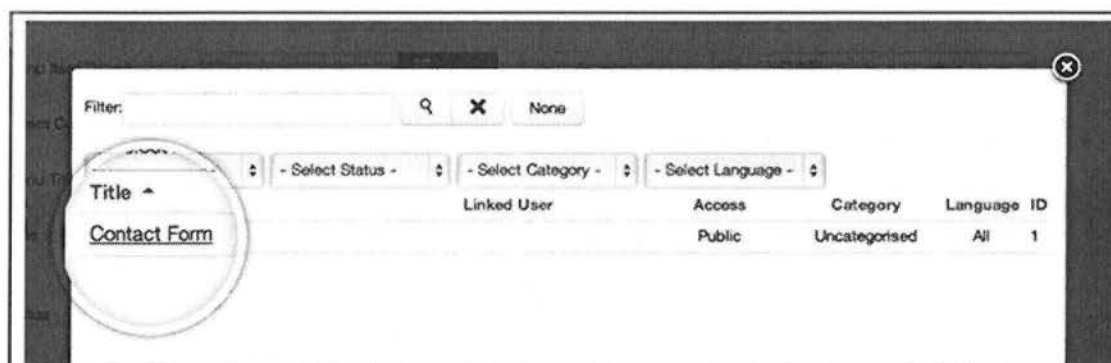 Filter: None
- Select Status - - Select Category - - Select Language -
Title Linked User Access Category Language ID
Contact Form Public Uncategorised All 1